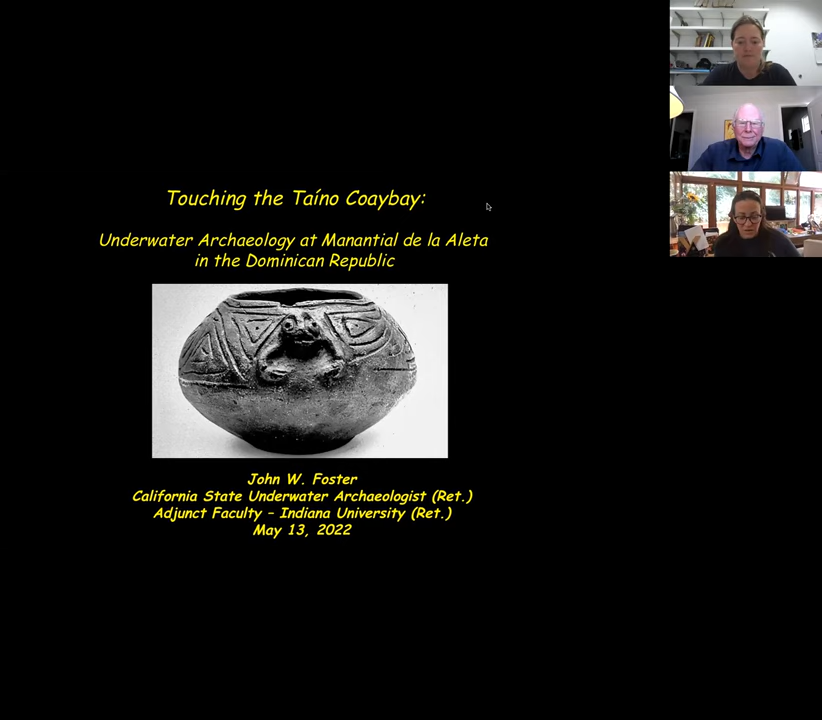 Touching the Taíno Coaybay:
Underwater Archaeology at Manantial de la Aleta
in the Dominican Republic
John W. Foster
California State Underwater Archaeologist (Ret.)
Adjunct Faculty – Indiana University (Ret.)
May 13, 2022